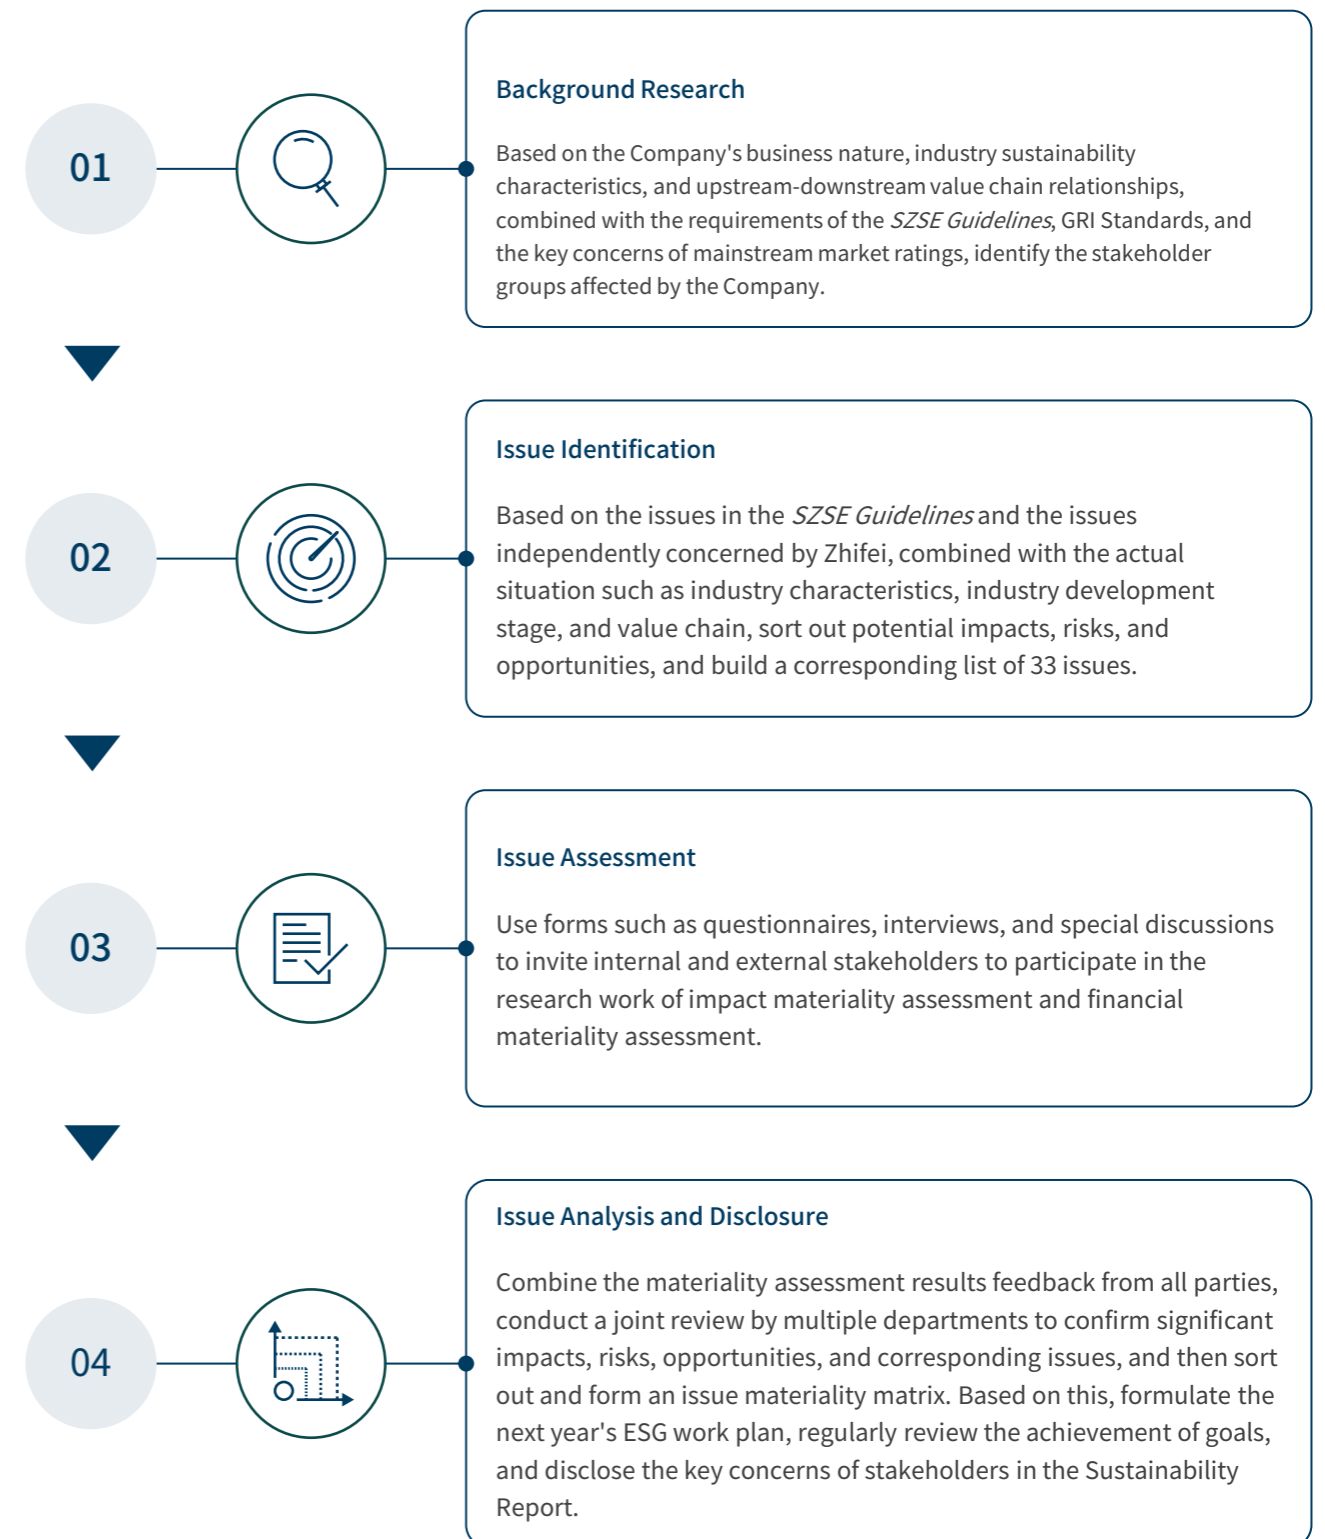 01
Background Research
Based on the Company's business nature, industry sustainability
characteristics, and upstream-downstream value chain relationships,
combined with the requirements of the SZSE Guidelines, GRI Standards, and
the key concerns of mainstream market ratings, identify the stakeholder
groups affected by the Company.
02
Issue Identification
Based on the issues in the SZSE Guidelines and the issues
independently concerned by Zhifei, combined with the actual
situation such as industry characteristics, industry development
stage, and value chain, sort out potential impacts, risks, and
opportunities, and build a corresponding list of 33 issues.
03
Issue Assessment
Use forms such as questionnaires, interviews, and special discussions
to invite internal and external stakeholders to participate in the
research work of impact materiality assessment and financial
materiality assessment.
04
Issue Analysis and Disclosure
Combine the materiality assessment results feedback from all parties,
conduct a joint review by multiple departments to confirm significant
impacts, risks, opportunities, and corresponding issues, and then sort
out and form an issue materiality matrix. Based on this, formulate the
next year's ESG work plan, regularly review the achievement of goals,
and disclose the key concerns of stakeholders in the Sustainability
Report.